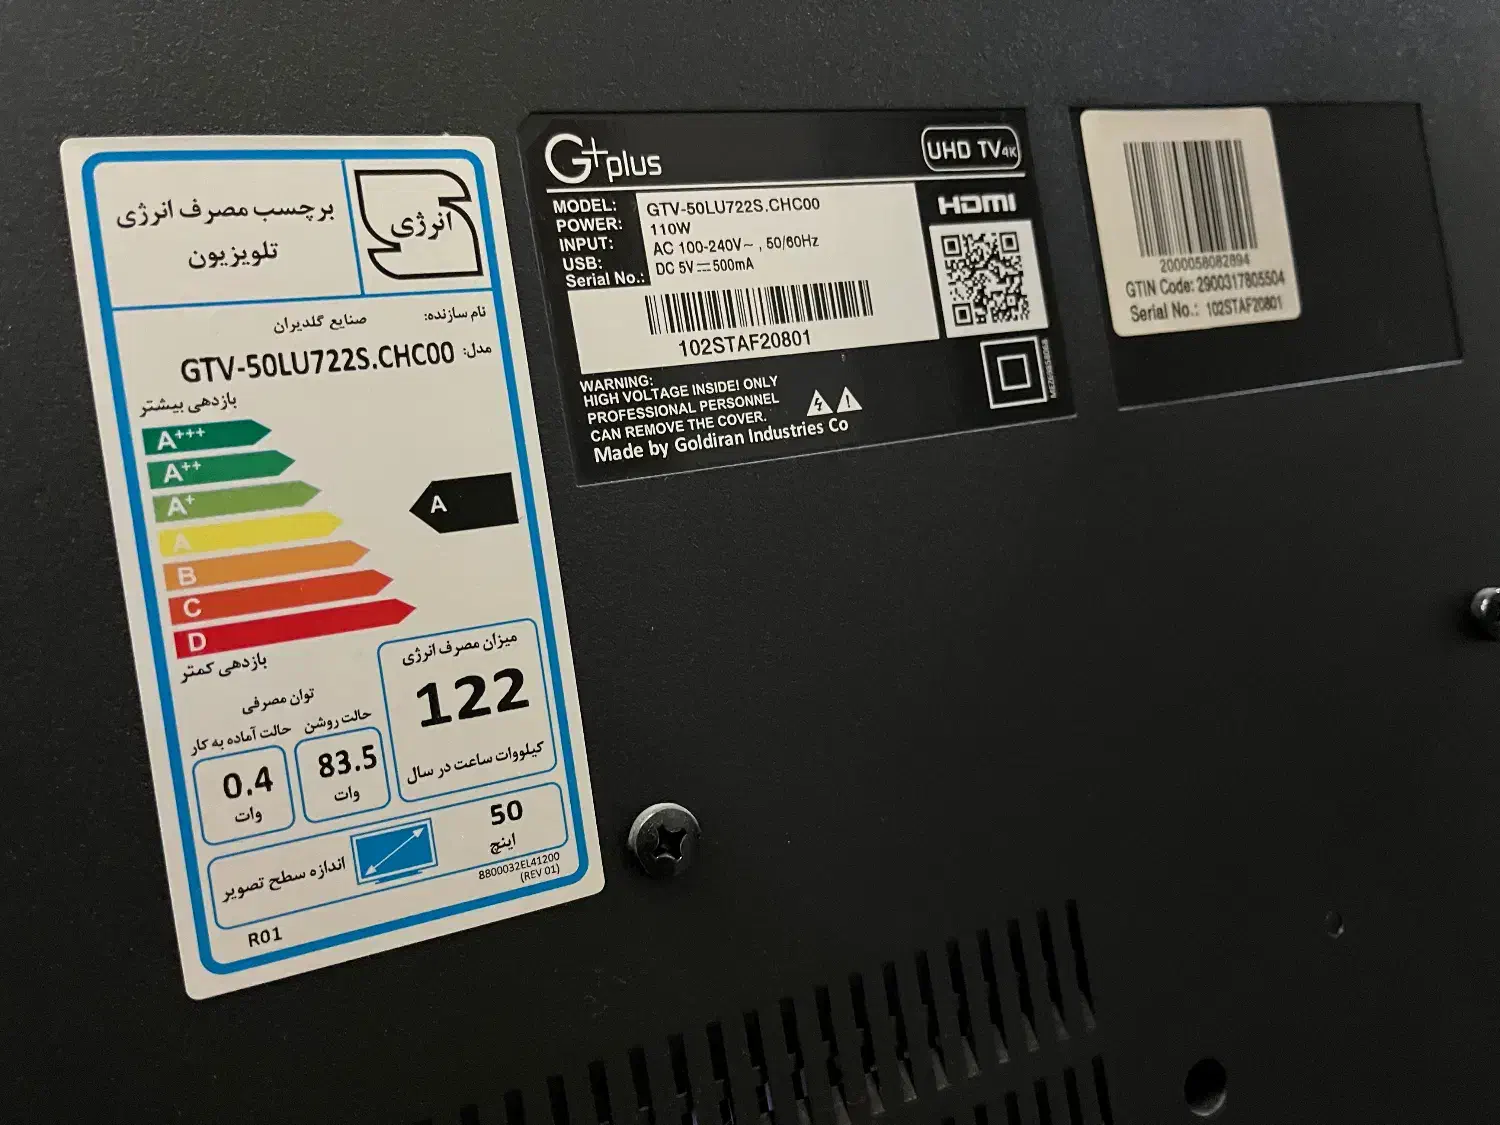 برچسب مصرف انرژی
تلویزیون
انرژی
نام سازنده: صنایع گلدیران
مدل: GTV-50LU722S.CHC00
بازدهی بیشتر
A+++
A++
A+
A
B
C
D
A
بازدهی کمتر
میزان مصرف انرژی
122
کیلووات ساعت در سال
توان مصرفی
حالت روشن
83.5
وات
حالت آماده به کار
0.4
وات
اندازه سطح تصویر
50
اینچ
8800032EL41200
(REV 01)
R01
G+plus
UHD TV 4K
MODEL: GTV-50LU722S.CHC00
POWER: 110W
INPUT: AC 100-240V~ , 50/60Hz
USB: DC 5V⎓500mA
Serial No.:
102STAF20801
HDMI
WARNING:
HIGH VOLTAGE INSIDE! ONLY
PROFESSIONAL PERSONNEL
CAN REMOVE THE COVER.
Made by Goldiran Industries Co
2000058082894
GTIN Code: 2900317805504
Serial No.: 102STAF20801